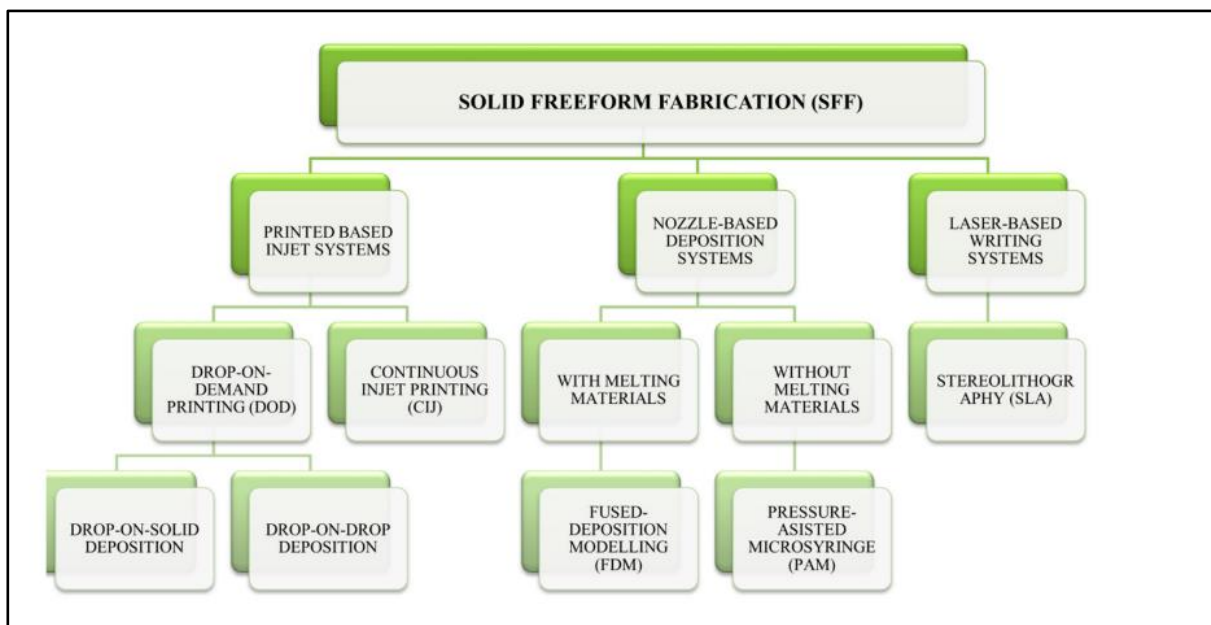 SOLID FREEFORM FABRICATION (SFF)
PRINTED BASED
INJET SYSTEMS
NOZZLE-BASED
DEPOSITION
SYSTEMS
LASER-BASED
WRITING
SYSTEMS
DROP-ON-
DEMAND
PRINTING (DOD)
CONTINUOUS
INJET PRINTING
(CIJ)
WITH MELTING
MATERIALS
WITHOUT
MELTING
MATERIALS
STEREOLITHOGR
APHY (SLA)
DROP-ON-SOLID
DEPOSITION
DROP-ON-DROP
DEPOSITION
FUSED-
DEPOSITION
MODELLING
(FDM)
PRESSURE-
ASISTED
MICROSYRINGE
(PAM)